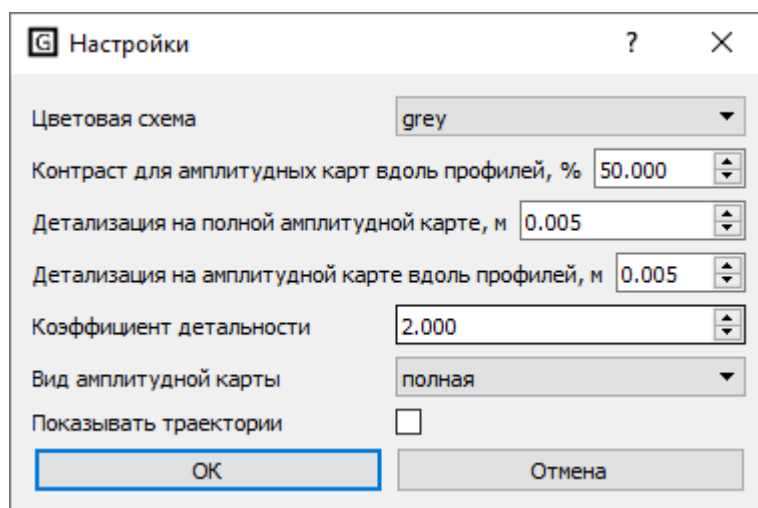 G Настройки ?
Цветовая схема grey
Контраст для амплитудных карт вдоль профилей, % 50.000
Детализация на полной амплитудной карте, м 0.005
Детализация на амплитудной карте вдоль профилей, м 0.005
Коэффициент детальности 2.000
Вид амплитудной карты полная
Показывать траектории
ОК Отмена